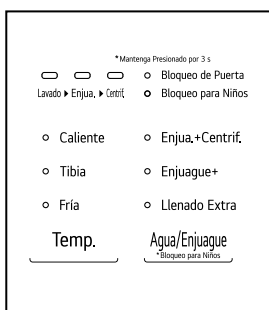 *Mantenga Presionado por 3 s
Bloqueo de Puerta
Lavado ▶ Enjua. ▶ Centrif.
Bloqueo para Niños
Caliente
Enjua.+Centrif.
Tibia
Enjuague+
Fría
Llenado Extra
Temp.
Agua/Enjuague
*Bloqueo para Niños